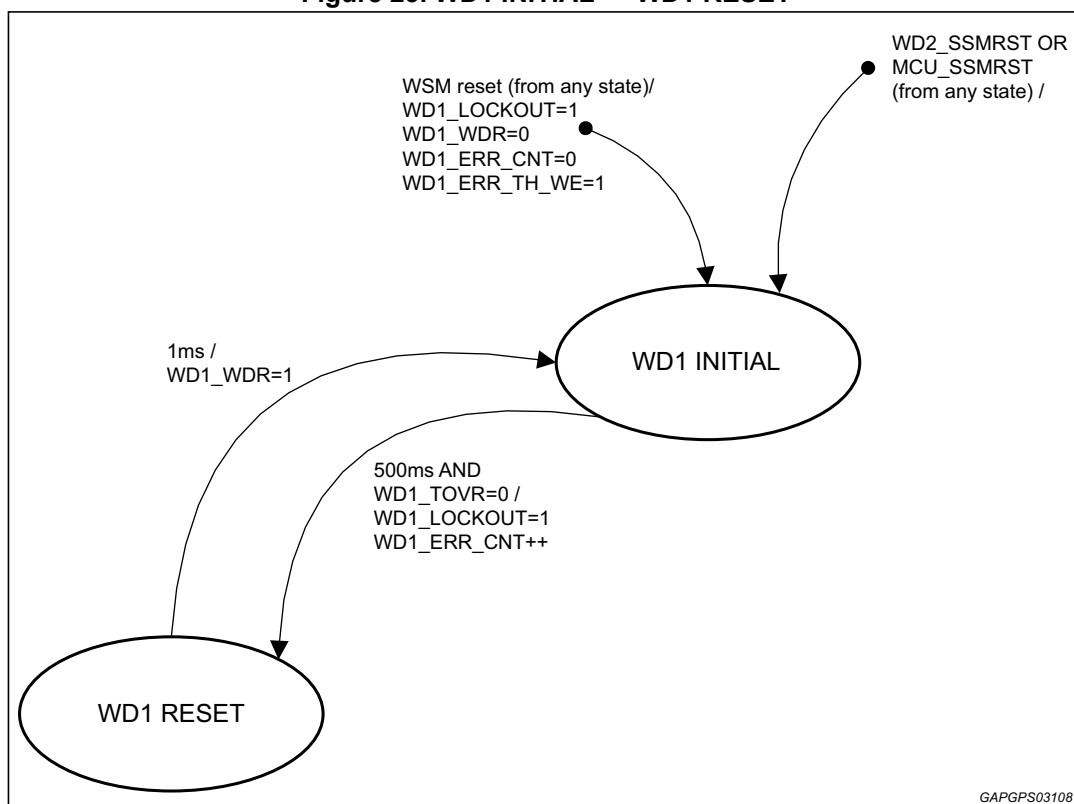 WD2_SSMRST OR
MCU_SSMRST
(from any state) /
WSM reset (from any state)/
WD1_LOCKOUT=1
WD1_WDR=0
WD1_ERR_CNT=0
WD1_ERR_TH_WE=1
1ms /
WD1_WDR=1
WD1 INITIAL
500ms AND
WD1_TOVR=0 /
WD1_LOCKOUT=1
WD1_ERR_CNT++
WD1 RESET
GAPGPS03108